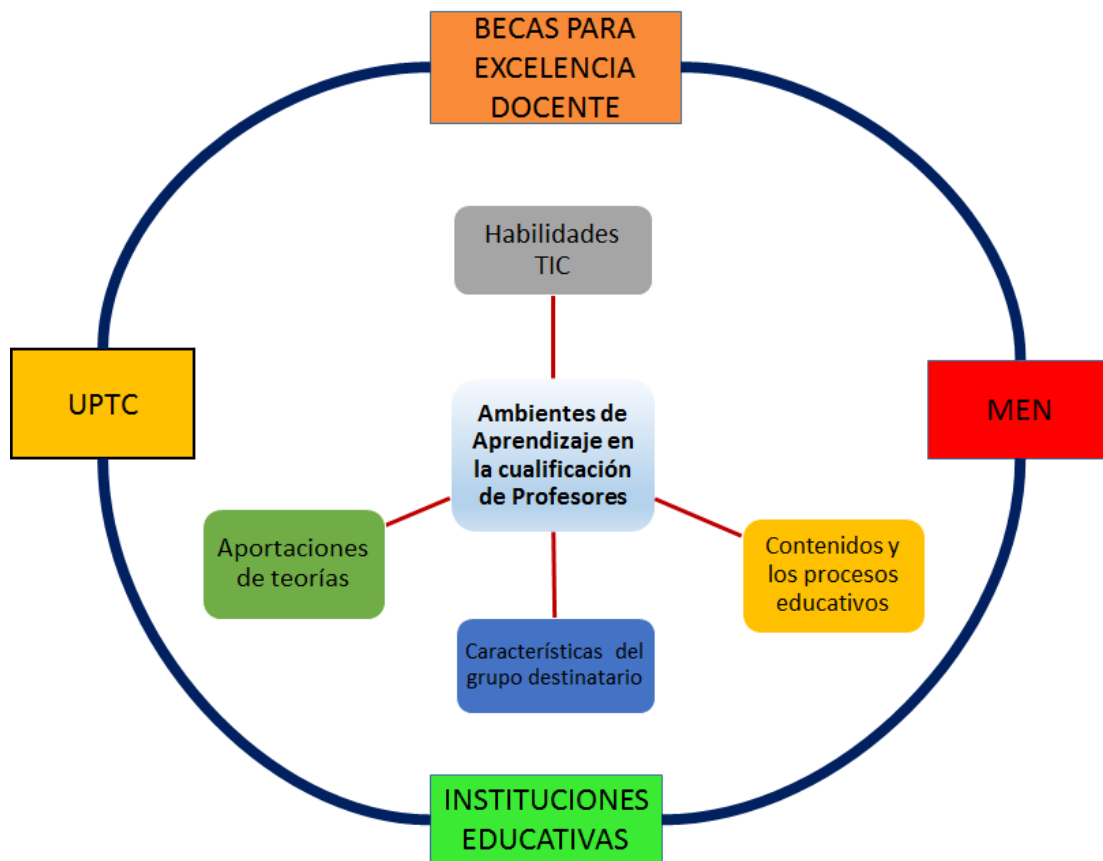 BECAS PARA
EXCELENCIA
DOCENTE
Habilidades
TIC
UPTC
Ambientes de
Aprendizaje en
la cualificación
de Profesores
MEN
Aportaciones
de teorías
Contenidos y
los procesos
educativos
Características del
grupo destinatario
INSTITUCIONES
EDUCATIVAS